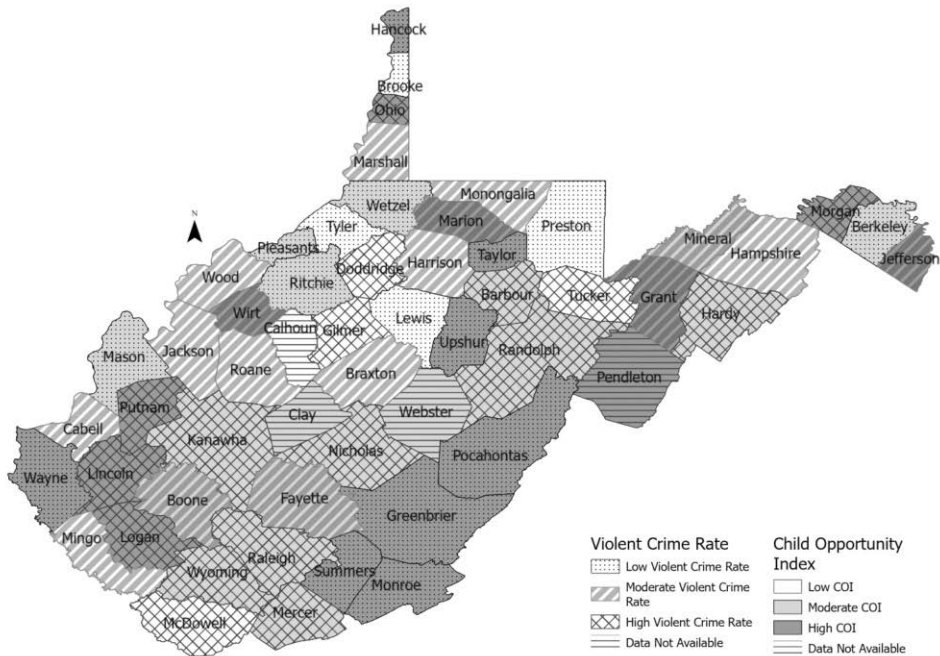 Hancock
Brooke
Ohio
Marshall
Wetzel
Monongalia
Marion
Preston
Tyler
Morgan
Berkeley
Jefferson
N
Pleasants
Doddridge
Harrison
Taylor
Mineral
Hampshire
Wood
Ritchie
Barbour
Tucker
Grant
Hardy
Wirt
Calhoun
Gilmer
Lewis
Upshur
Randolph
Mason
Jackson
Roane
Braxton
Pendleton
Putnam
Clay
Webster
Cabell
Kanawha
Nicholas
Pocahontas
Wayne
Lincoln
Boone
Fayette
Greenbrier
Mingo
Logan
Raleigh
Wyoming
Summers
Monroe
McDowell
Mercer
Violent Crime Rate
Low Violent Crime Rate
Moderate Violent Crime
Rate
High Violent Crime Rate
Data Not Available
Child Opportunity
Index
Low COI
Moderate COI
High COI
Data Not Available